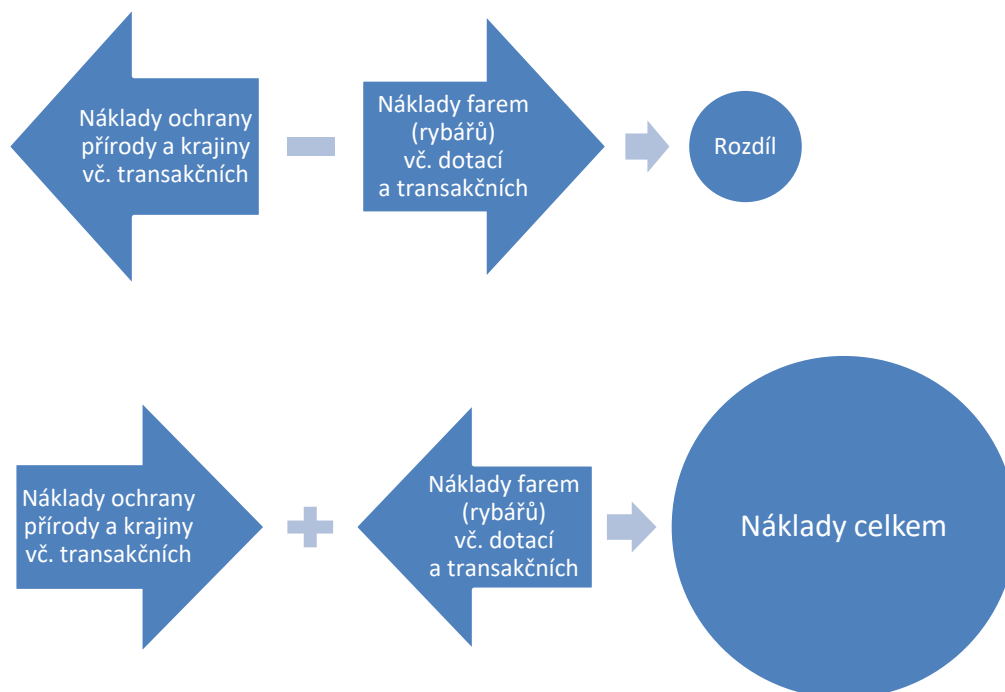 Náklady ochrany
přírody a krajiny
vč. transakčních
Náklady farem
(rybářů)
vč. dotací
a transakčních
Rozdíl
Náklady ochrany
přírody a krajiny
vč. transakčních
Náklady farem
(rybářů)
vč. dotací
a transakčních
Náklady celkem